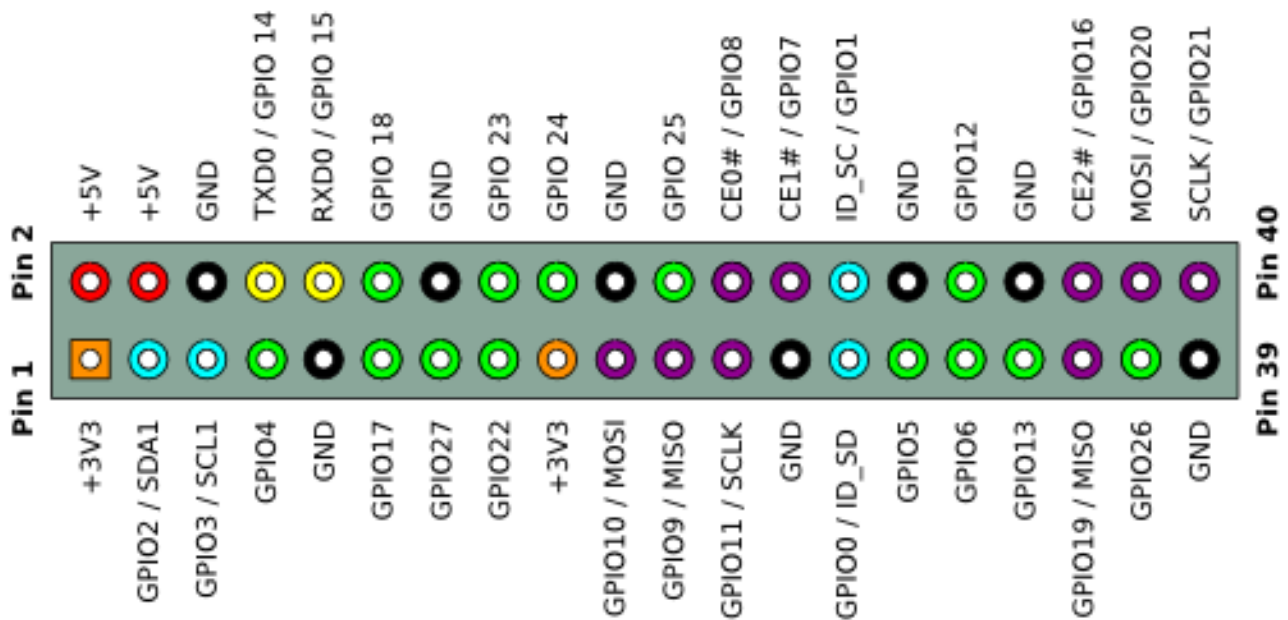 +5V
+5V
GND
TXD0 / GPIO 14
RXD0 / GPIO 15
GPIO 18
GND
GPIO 23
GPIO 24
GND
GPIO 25
CE0# / GPIO8
CE1# / GPIO7
ID_SC / GPIO1
GND
GPIO12
GND
CE2# / GPIO16
MOSI / GPIO20
SCLK / GPIO21
Pin 2
Pin 40
Pin 1
Pin 39
+3V3
GPIO2 / SDA1
GPIO3 / SCL1
GPIO4
GND
GPIO17
GPIO27
GPIO22
+3V3
GPIO10 / MOSI
GPIO9 / MISO
GPIO11 / SCLK
GND
GPIO0 / ID_SD
GPIO5
GPIO6
GPIO13
GPIO19 / MISO
GPIO26
GND